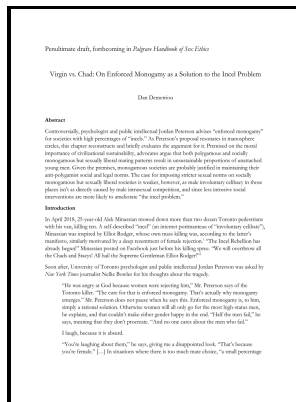 Penultimate draft, forthcoming in Palgrave Handbook of Sex Ethics
Virgin vs. Chad: On Enforced Monogamy as a Solution to the Incel Problem
Dan Demetriou
Abstract
Controversially, psychologist and public intellectual Jordan Peterson advises "enforced monogamy"
for societies with high percentages of "incels." As Peterson's proposal resonates in manosphere
circles, this chapter reconstructs and briefly evaluates the argument for it. Premised on the moral
importance of civilizational sustainability, advocates argue that both polygamous and socially
monogamous but sexually liberal mating patterns result in unsustainable proportions of unattached
young men. Given the premises, monogamous societies are probably justified in maintaining their
anti-polygamist social and legal norms. The case for imposing stricter sexual norms on socially
monogamous but sexually liberal societies is weaker, however, as male involuntary celibacy in those
places isn't as directly caused by male intrasexual competition, and some less intrusive social
interventions are more likely to ameliorate "the incel problem."
Introduction
In April 2018, 25-year-old Alek Minassian mowed down more than two dozen Toronto pedestrians
with his van, killing ten. A self-described "incel" (an internet portmanteau of "involuntary celibate"),
Minassian was inspired by Elliot Rodger, whose own mass killing was, according to the latter's
manifesto, similarly motivated by a deep resentment of female rejection. "The Incel Rebellion has
already begun!" Minassian posted on Facebook just before his killing spree. "We will overthrow all
the Chads and Stacys! All hail the Supreme Gentleman Elliot Rodger!"
Soon after, University of Toronto psychologist and public intellectual Jordan Peterson was asked by
New York Times journalist Nellie Bowles for his thoughts about the tragedy.
"He was angry at God because women were rejecting him," Mr. Peterson says of the
Toronto killer. "The cure for that is enforced monogamy. That's actually why monogamy
emerges." Mr. Peterson does not pause when he says this. Enforced monogamy is, to him,
simply a rational solution. Otherwise women will all only go for the most high-status men,
he explains, and that couldn't make either gender happy in the end. "Half the men fail," he
says, meaning that they don't procreate. "And no one cares about the men who fail."
I laugh, because it is absurd.
"You're laughing about them," he says, giving me a disappointed look. "That's because
you're female." [...] In situations where there is too much mate choice, "a small percentage